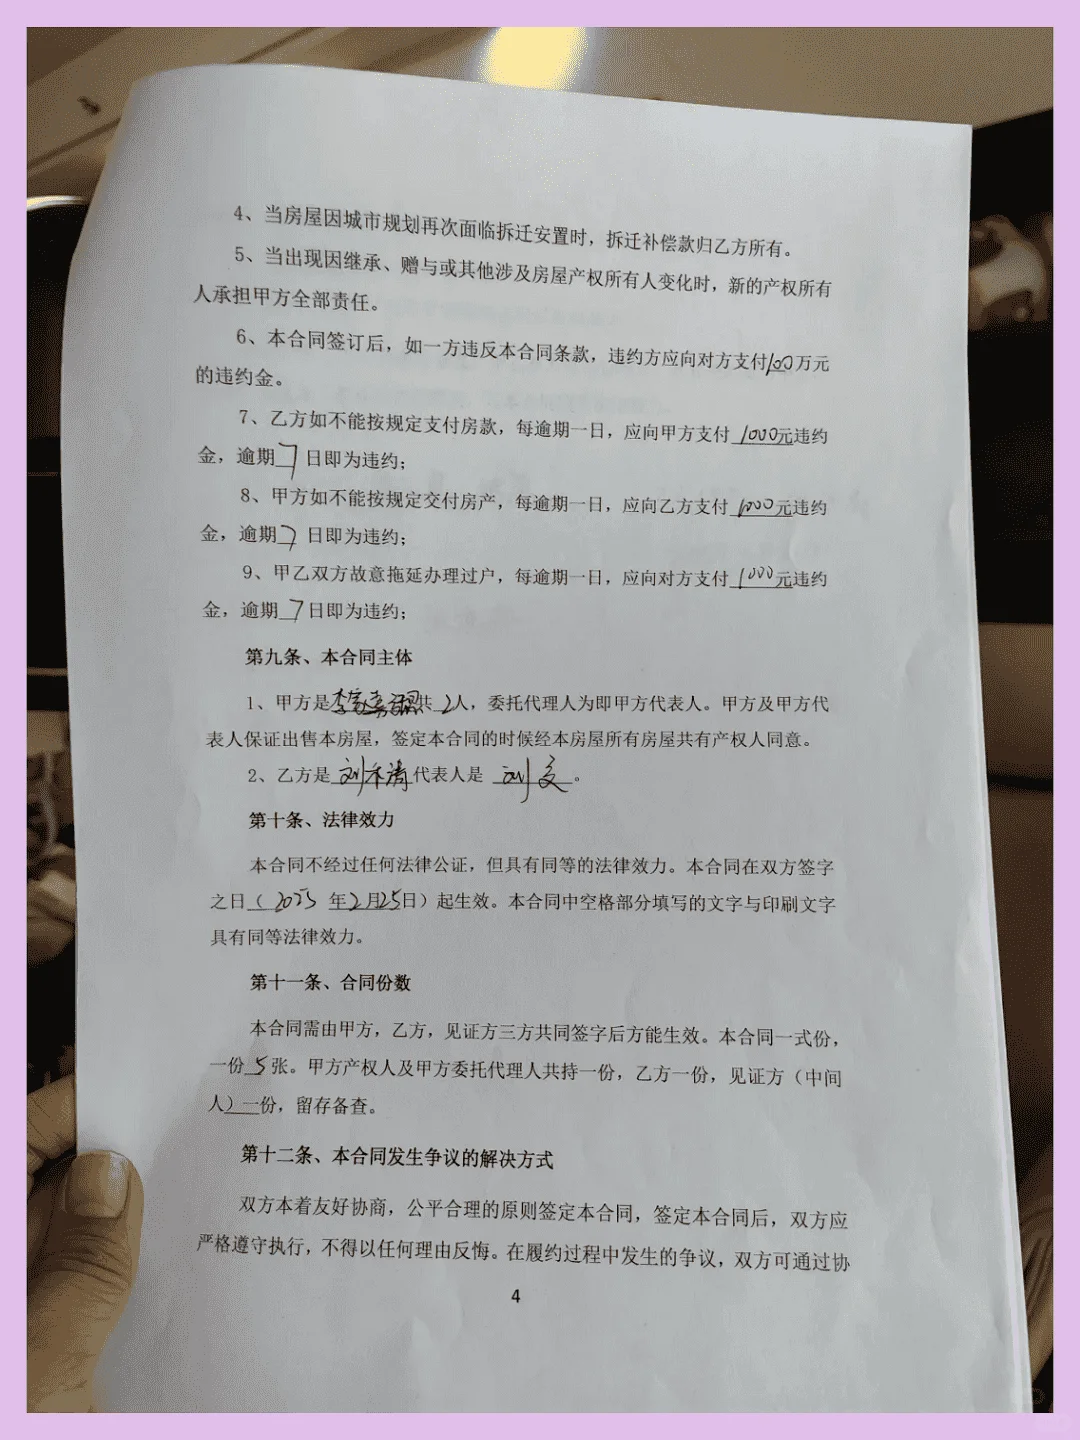 4、当房屋因城市规划再次面临拆迁安置时，拆迁补偿款归乙方所有。
5、当出现因继承、赠与或其他涉及房屋产权所有人变化时，新的产权所有
人承担甲方全部责任。
6、本合同签订后，如一方违反本合同条款，违约方应向对方支付100万元
的违约金。
7、乙方如不能按规定支付房款，每逾期一日，应向甲方支付1000元违约
金，逾期7日即为违约；
8、甲方如不能按规定交付房产，每逾期一日，应向乙方支付1000元违约
金，逾期7日即为违约；
9、甲乙双方故意拖延办理过户，每逾期一日，应向对方支付1000元违约
金，逾期7日即为违约；
第九条、本合同主体
1、甲方是李共2人，委托代理人为即甲方代表人。甲方及甲方代
表人保证出售本房屋，签定本合同的时候经本房屋所有房屋共有产权人同意。
2、乙方是刘代表人是刘。
第十条、法律效力
本合同不经过任何法律公证，但具有同等的法律效力。本合同在双方签字
之日（2025年2月25日）起生效。本合同中空格部分填写的文字与印刷文字
具有同等法律效力。
第十一条、合同份数
本合同需由甲方，乙方，见证方三方共同签字后方能生效。本合同一式份，
一份5张。甲方产权人及甲方委托代理人共持一份，乙方一份，见证方（中间
人）一份，留存备查。
第十二条、本合同发生争议的解决方式
双方本着友好协商，公平合理的原则签定本合同，签定本合同后，双方应
严格遵守执行，不得以任何理由反悔。在履约过程中发生的争议，双方可通过协
4